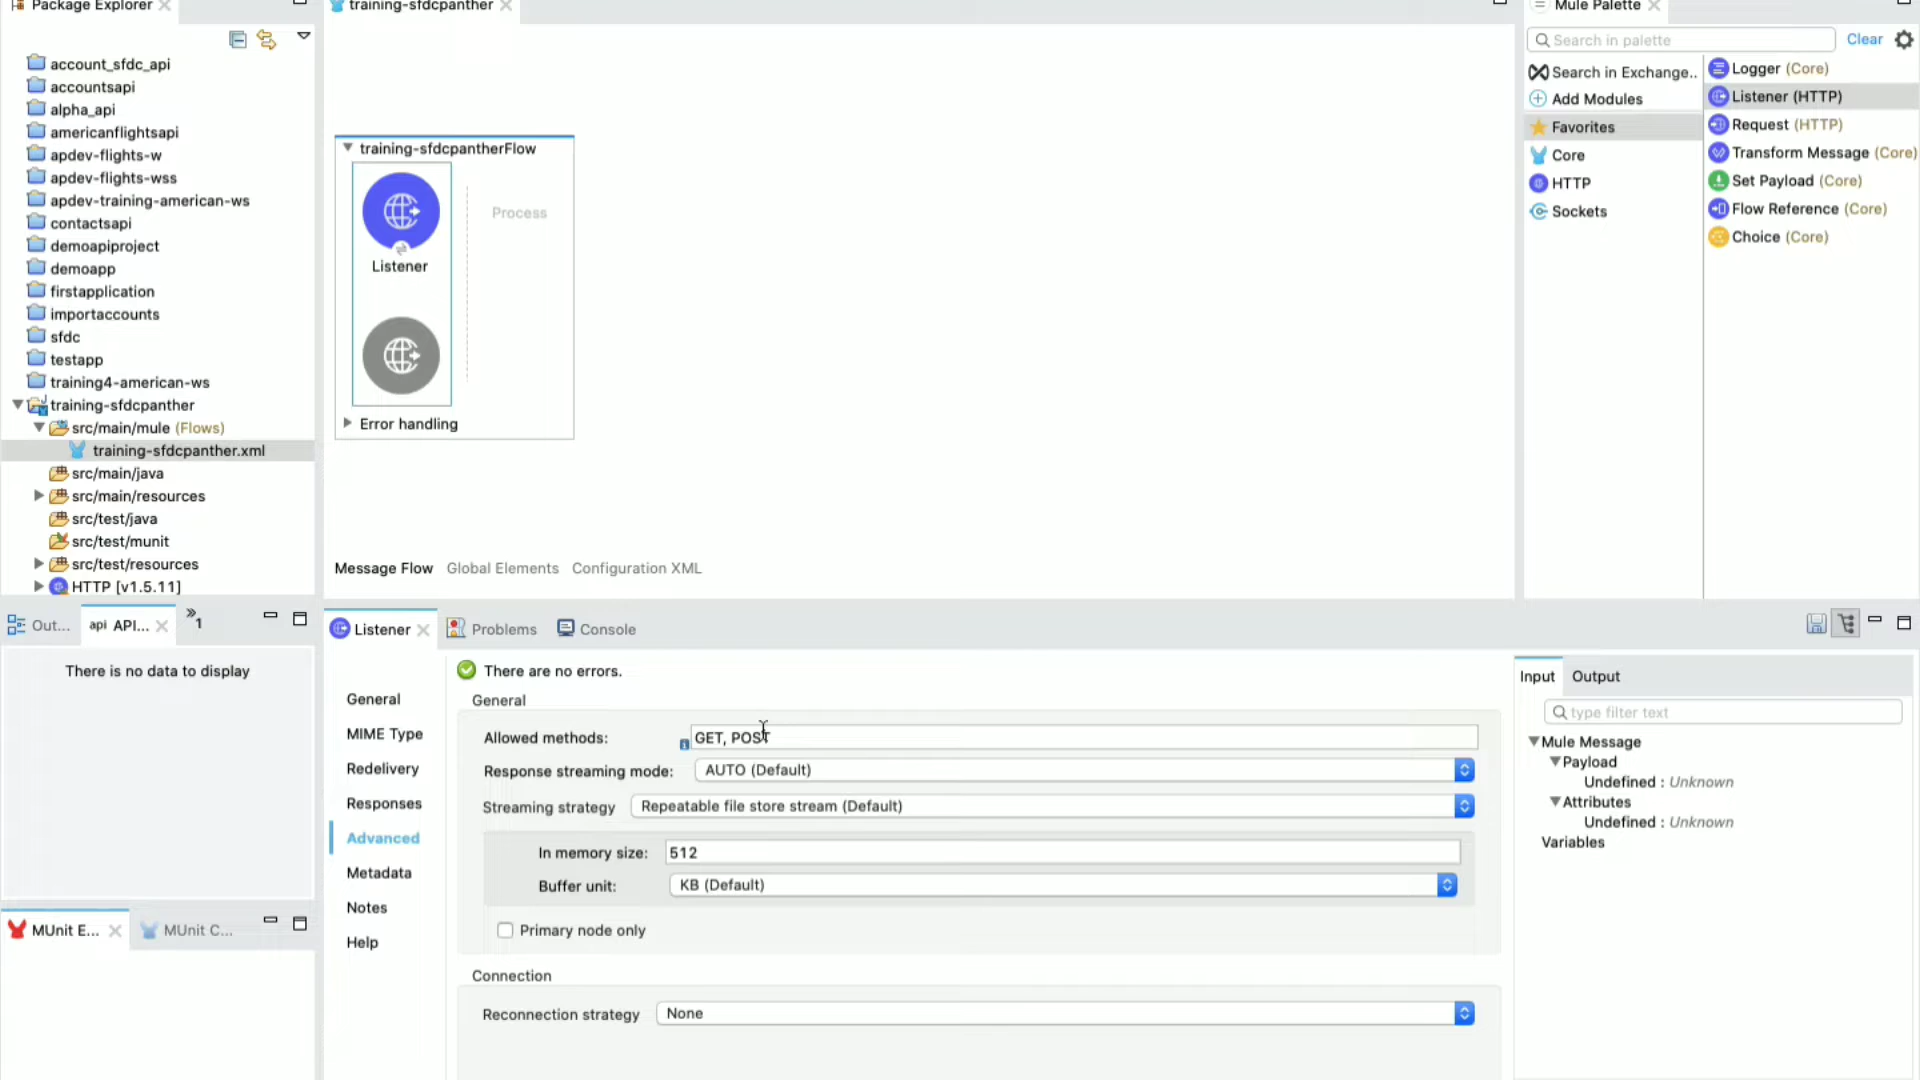 Package Explorer
account_sfdc_api
accountsapi
alpha_api
americanflightsapi
apdev-flights-w
apdev-flights-wss
apdev-training-american-ws
contactsapi
demoapiproject
demoapp
firstapplication
importaccounts
sfdc
testapp
training4-american-ws
training-sfdcpanther
src/main/mule (Flows)
training-sfdcpanther.xml
src/main/java
src/main/resources
src/test/java
src/test/munit
src/test/resources
HTTP [v1.5.11]
training-sfdcpanther
training-sfdcpantherFlow
Process
Listener
Error handling
Message Flow Global Elements Configuration XML
Mule Palette
Search in palette Clear
Search in Exchange..
Add Modules
Favorites
Core
HTTP
Sockets
Logger (Core)
Listener (HTTP)
Request (HTTP)
Transform Message (Core)
Set Payload (Core)
Flow Reference (Core)
Choice (Core)
Out... api API... »1
There is no data to display
MUnit E... MUnit C...
Listener Problems Console
General
MIME Type
Redelivery
Responses
Advanced
Metadata
Notes
Help
There are no errors.
General
Allowed methods: GET, POST
Response streaming mode: AUTO (Default)
Streaming strategy Repeatable file store stream (Default)
In memory size: 512
Buffer unit: KB (Default)
Primary node only
Connection
Reconnection strategy None
Input Output
type filter text
Mule Message
Payload
Undefined : Unknown
Attributes
Undefined : Unknown
Variables